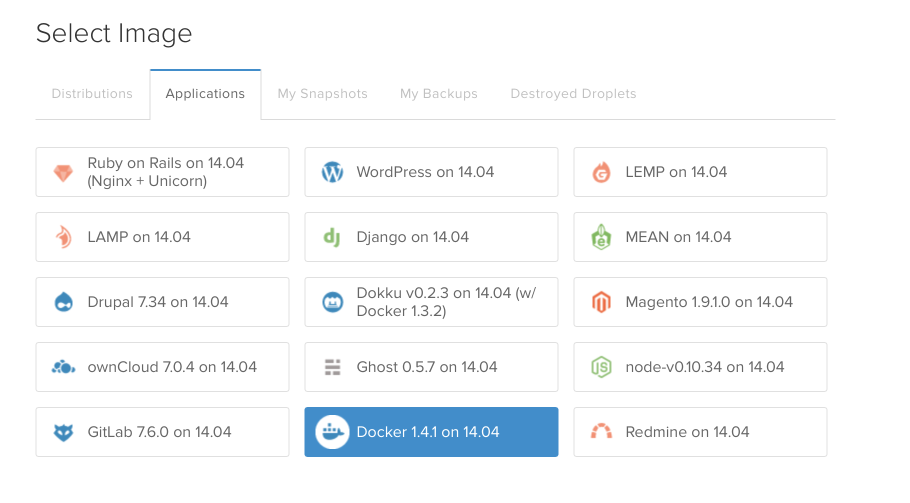 Select Image
Distributions
Applications
My Snapshots
My Backups
Destroyed Droplets
Ruby on Rails on 14.04
(Nginx + Unicorn)
WordPress on 14.04
LEMP on 14.04
LAMP on 14.04
dj
Django on 14.04
MEAN on 14.04
Drupal 7.34 on 14.04
Dokku v0.2.3 on 14.04 (w/
Docker 1.3.2)
Magento 1.9.1.0 on 14.04
ownCloud 7.0.4 on 14.04
Ghost 0.5.7 on 14.04
JS
node-v0.10.34 on 14.04
GitLab 7.6.0 on 14.04
Docker 1.4.1 on 14.04
Redmine on 14.04